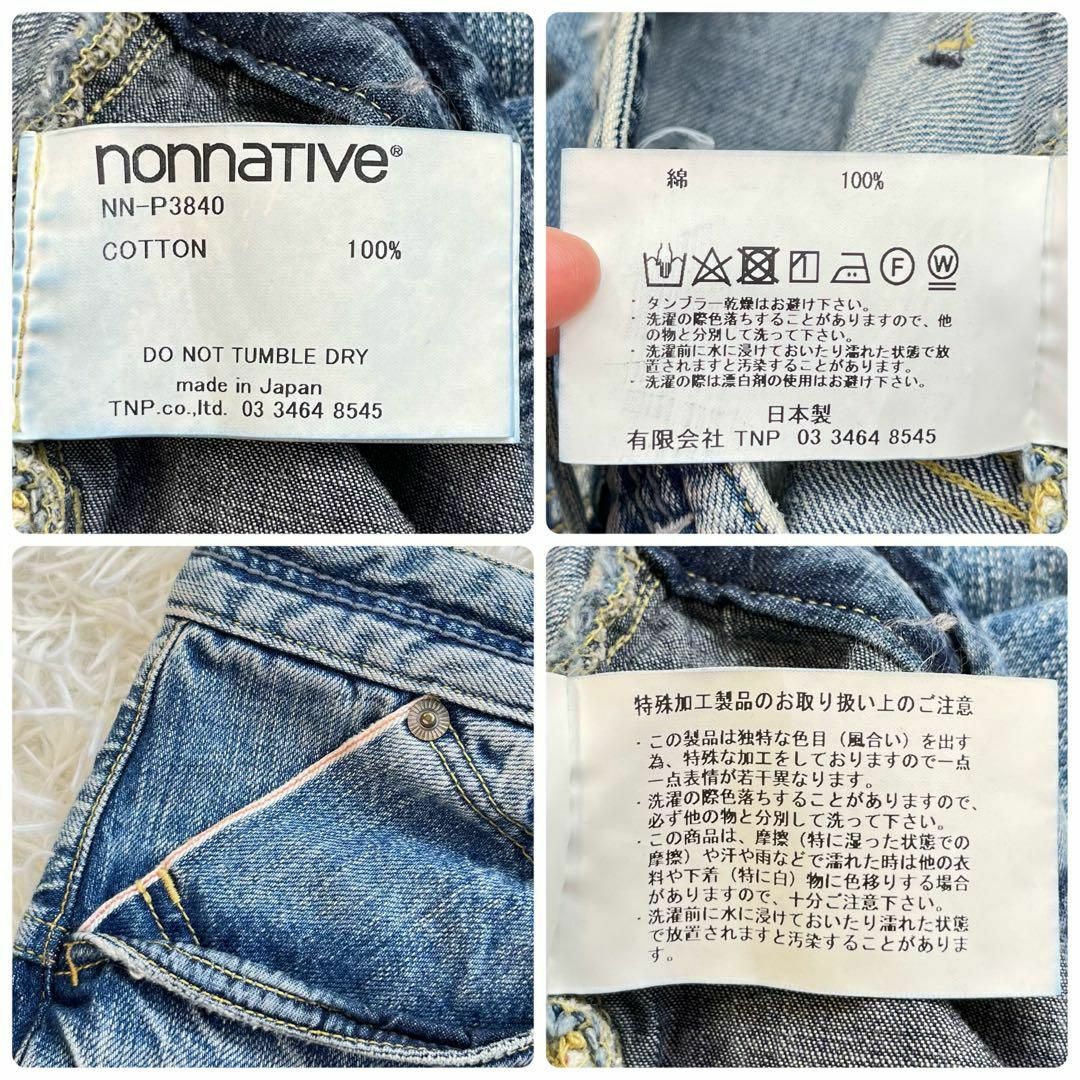 nonnative®
NN-P3840
COTTON 100%
DO NOT TUMBLE DRY
made in Japan
TNP.co.,ltd. 03 3464 8545
綿 100%
F W
・タンブラー乾燥はお避け下さい。
・洗濯の際色落ちすることがありますので、他
の物と分別して洗って下さい。
・洗濯前に水に浸けておいたり濡れた状態で放
置されますと汚染することがあります。
・洗濯の際は漂白剤の使用はお避け下さい。
日本製
有限会社 TNP 03 3464 8545
特殊加工製品のお取り扱い上のご注意
・この製品は独特な色目（風合い）を出す
為、特殊な加工をしておりますので一点
一点表情が若干異なります。
・洗濯の際色落ちすることがありますので、
必ず他の物と分別して洗って下さい。
・この商品は、摩擦（特に湿った状態での
摩擦）や汗や雨などで濡れた時は他の衣
料や下着（特に白）物に色移りする場合
がありますので、十分ご注意下さい。
・洗濯前に水に浸けておいたり濡れた状態
で放置されますと汚染することがありま
す。